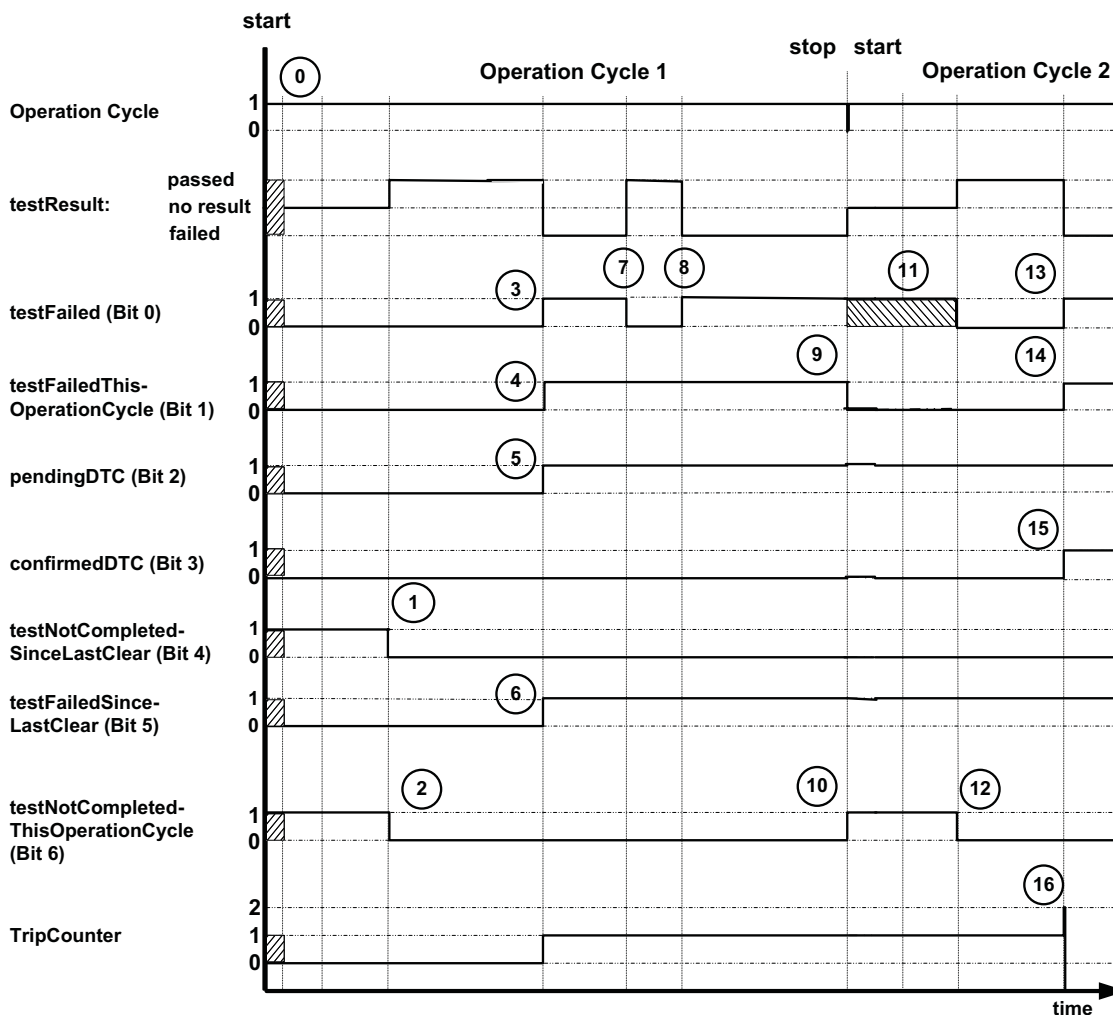 start
stop start
0
Operation Cycle 1
Operation Cycle 2
Operation Cycle
1
0
testResult:
passed
no result
failed
7
8
11
13
3
testFailed (Bit 0)
1
0
9
14
4
testFailedThis-
OperationCycle (Bit 1)
1
0
5
pendingDTC (Bit 2)
1
0
15
confirmedDTC (Bit 3)
1
0
1
testNotCompleted-
SinceLastClear (Bit 4)
1
0
6
testFailedSince-
LastClear (Bit 5)
1
0
2
10
12
testNotCompleted-
ThisOperationCycle
(Bit 6)
1
0
16
TripCounter
2
1
0
time